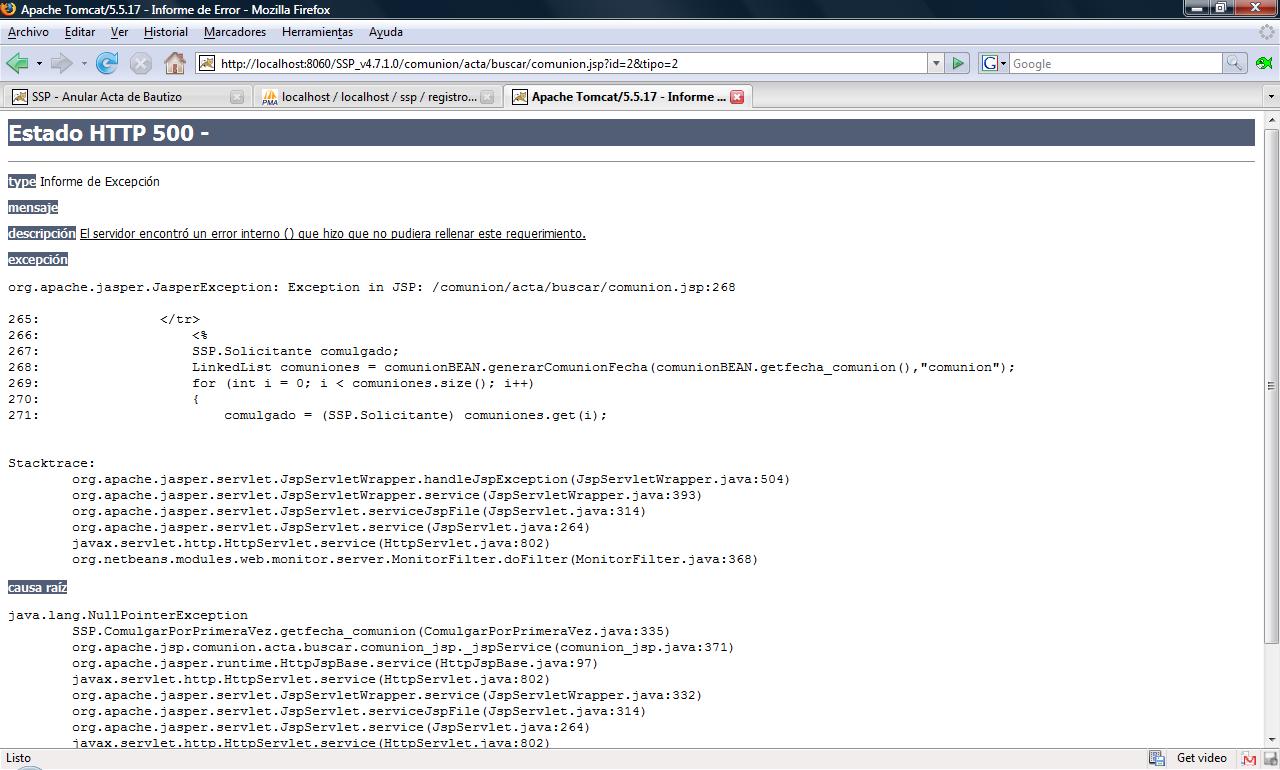 Apache Tomcat/5.5.17 - Informe de Error - Mozilla Firefox
Archivo Editar Ver Historial Marcadores Herramientas Ayuda
http://localhost:8060/SSP_v4.7.1.0/comunion/acta/buscar/comunion.jsp?id=2&tipo=2
G Google
SSP - Anular Acta de Bautizo
PMA localhost / localhost / ssp / registro...
Apache Tomcat/5.5.17 - Informe ...
Estado HTTP 500 -
type Informe de Excepción
mensaje
descripción El servidor encontró un error interno () que hizo que no pudiera rellenar este requerimiento.
excepción
org.apache.jasper.JasperException: Exception in JSP: /comunion/acta/buscar/comunion.jsp:268
265: </tr>
266: <%
267: SSP.Solicitante comulgado;
268: LinkedList comuniones = comunionBEAN.generarComunionFecha(comunionBEAN.getfecha_comunion(),"comunion");
269: for (int i = 0; i < comuniones.size(); i++)
270: {
271: comulgado = (SSP.Solicitante) comuniones.get(i);
Stacktrace:
org.apache.jasper.servlet.JspServletWrapper.handleJspException(JspServletWrapper.java:504)
org.apache.jasper.servlet.JspServletWrapper.service(JspServletWrapper.java:393)
org.apache.jasper.servlet.JspServlet.serviceJspFile(JspServlet.java:314)
org.apache.jasper.servlet.JspServlet.service(JspServlet.java:264)
javax.servlet.http.HttpServlet.service(HttpServlet.java:802)
org.netbeans.modules.web.monitor.server.MonitorFilter.doFilter(MonitorFilter.java:368)
causa raíz
java.lang.NullPointerException
SSP.ComulgarPorPrimeraVez.getfecha_comunion(ComulgarPorPrimeraVez.java:335)
org.apache.jsp.comunion.acta.buscar.comunion_jsp._jspService(comunion_jsp.java:371)
org.apache.jasper.runtime.HttpJspBase.service(HttpJspBase.java:97)
javax.servlet.http.HttpServlet.service(HttpServlet.java:802)
org.apache.jasper.servlet.JspServletWrapper.service(JspServletWrapper.java:332)
org.apache.jasper.servlet.JspServlet.serviceJspFile(JspServlet.java:314)
org.apache.jasper.servlet.JspServlet.service(JspServlet.java:264)
javax.servlet.http.HttpServlet.service(HttpServlet.java:802)
Listo
Get video